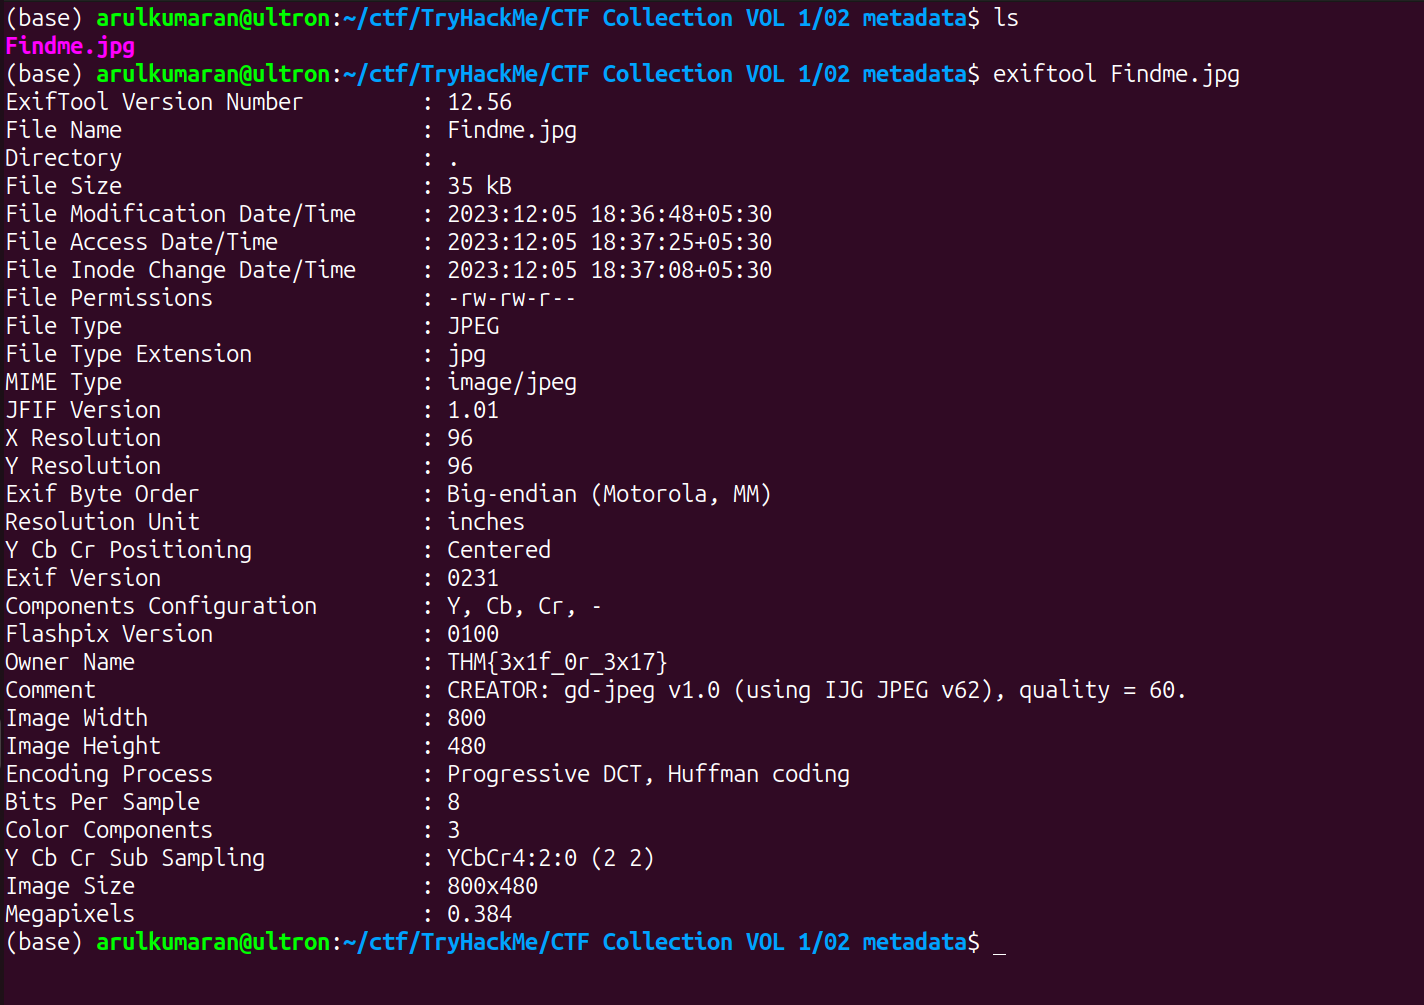 (base) arulkumaran@ultron:~/ctf/TryHackMe/CTF Collection VOL 1/02 metadata$ ls
Findme.jpg
(base) arulkumaran@ultron:~/ctf/TryHackMe/CTF Collection VOL 1/02 metadata$ exiftool Findme.jpg
ExifTool Version Number         : 12.56
File Name                       : Findme.jpg
Directory                       : .
File Size                       : 35 kB
File Modification Date/Time     : 2023:12:05 18:36:48+05:30
File Access Date/Time           : 2023:12:05 18:37:25+05:30
File Inode Change Date/Time     : 2023:12:05 18:37:08+05:30
File Permissions                : -rw-rw-r--
File Type                       : JPEG
File Type Extension             : jpg
MIME Type                       : image/jpeg
JFIF Version                    : 1.01
X Resolution                    : 96
Y Resolution                    : 96
Exif Byte Order                 : Big-endian (Motorola, MM)
Resolution Unit                 : inches
Y Cb Cr Positioning             : Centered
Exif Version                    : 0231
Components Configuration        : Y, Cb, Cr, -
Flashpix Version                : 0100
Owner Name                      : THM{3x1f_0r_3x17}
Comment                         : CREATOR: gd-jpeg v1.0 (using IJG JPEG v62), quality = 60.
Image Width                     : 800
Image Height                    : 480
Encoding Process                : Progressive DCT, Huffman coding
Bits Per Sample                 : 8
Color Components                : 3
Y Cb Cr Sub Sampling            : YCbCr4:2:0 (2 2)
Image Size                      : 800x480
Megapixels                      : 0.384
(base) arulkumaran@ultron:~/ctf/TryHackMe/CTF Collection VOL 1/02 metadata$ _